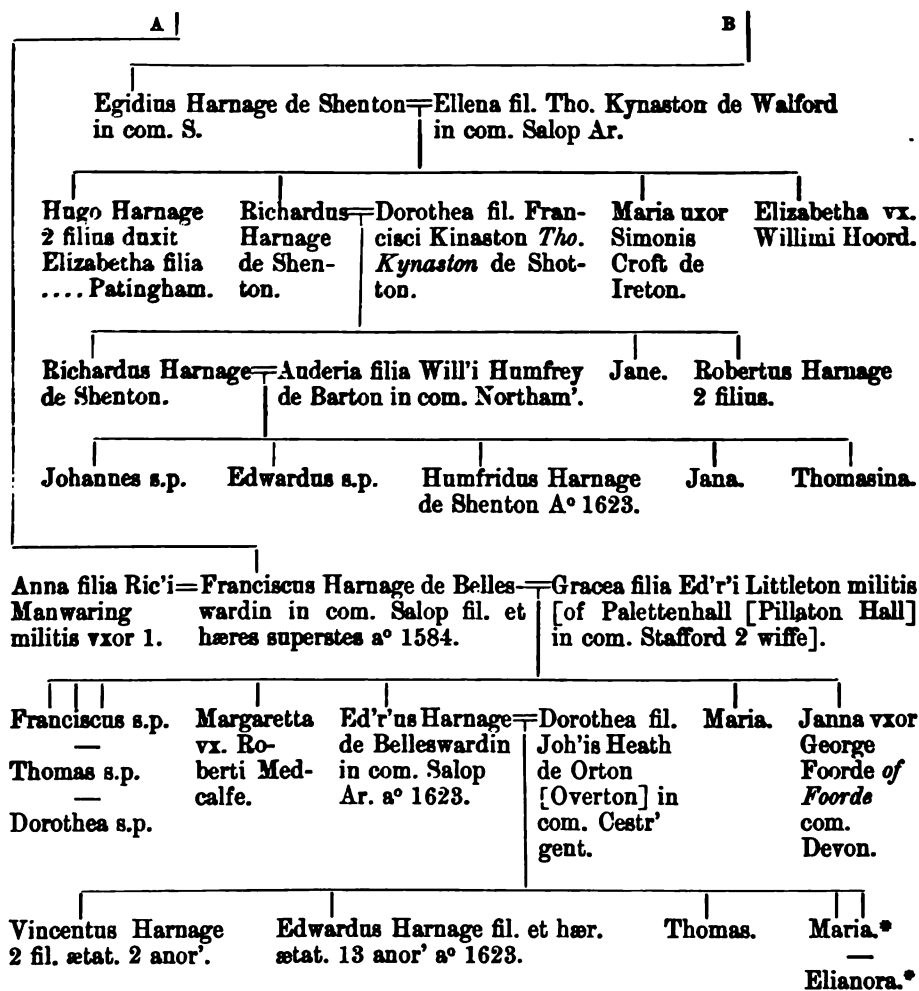 A B
Egidius Harnage de Shenton=Ellena fil. Tho. Kynaston de Walford
in com. S. in com. Salop Ar.
Hugo Harnage
2 filius duxit
Elizabetha filia
.... Patingham.
Richardus=
Harnage
de Shen-
ton.
Dorothea fil. Fran-
cisci Kinaston Tho.
Kynaston de Shot-
ton.
Maria uxor
Simonis
Croft de
Ireton.
Elizabetha vx.
Willimi Hoord.
Richardus Harnage=
de Shenton.
Auderia filia Will'i Humfrey
de Barton in com. Northam'.
Jane.
Robertus Harnage
2 filius.
Johannes s.p.
Edwardus s.p.
Humfridus Harnage
de Shenton Aº 1623.
Jana.
Thomasina.
Anna filia Ric'i=
Manwaring
militis vxor 1.
Franciscus Harnage de Belles-=
wardin in com. Salop fil. et
hæres superstes aº 1584.
Gracea filia Ed'r'i Littleton militis
[of Palettenhall [Pillaton Hall]
in com. Stafford 2 wiffe].
Franciscus s.p.
—
Thomas s.p.
—
Dorothea s.p.
Margaretta
vx. Ro-
berti Med-
calfe.
Ed'r'us Harnage=
de Belleswardin
in com. Salop
Ar. aº 1623.
Dorothea fil.
Joh'is Heath
de Orton
[Overton] in
com. Cestr'
gent.
Maria.
Janna vxor
George
Foorde of
Foorde
com.
Devon.
Vincentus Harnage
2 fil. ætat. 2 anor'.
Edwardus Harnage fil. et hær.
ætat. 13 anor' aº 1623.
Thomas.
Maria.*
—
Elianora.*